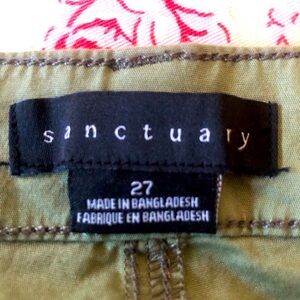 sanctuary
27
MADE IN BANGLADESH
FABRIQUE EN BANGLADESH